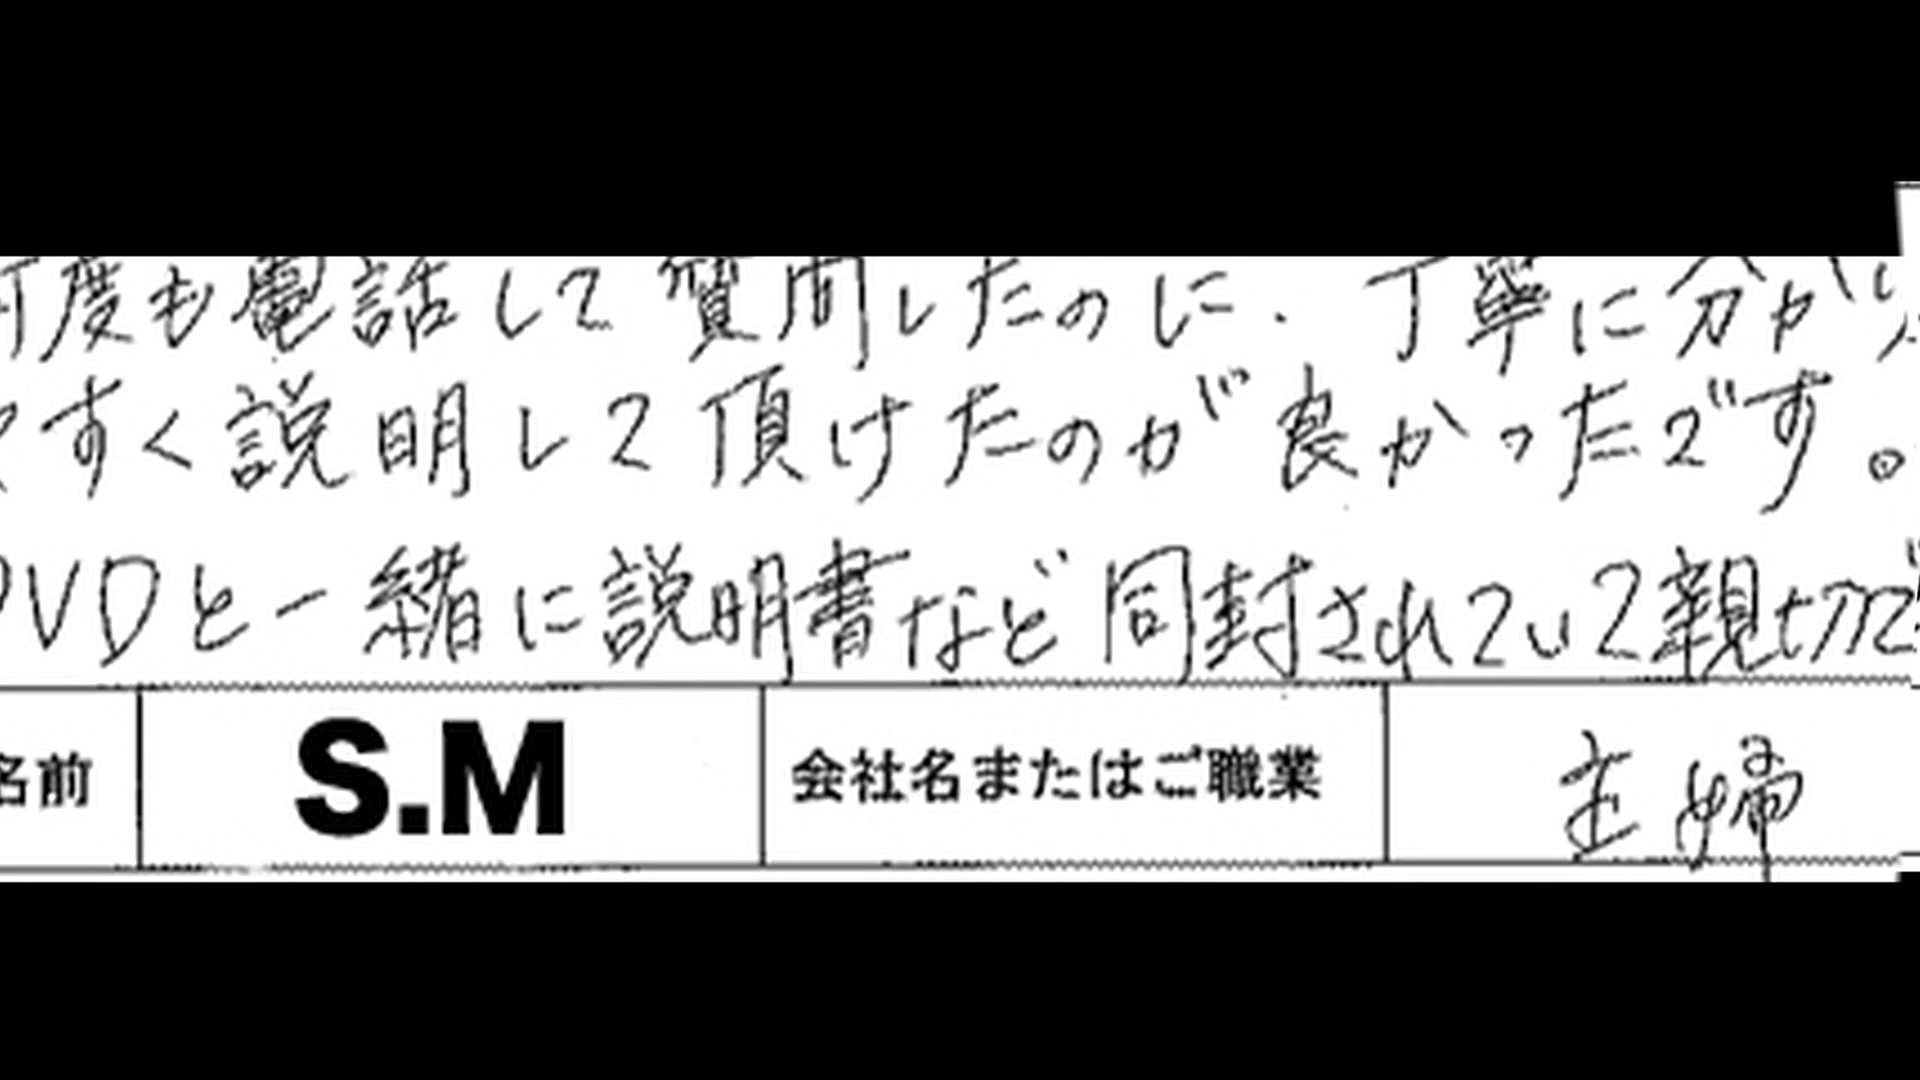 何度も電話して質問したのに、丁寧に分かり
やすく説明して頂けたのが良かったです。
DVDと一緒に説明書など同封されていて親切で
名前 S.M 会社名またはご職業 主婦